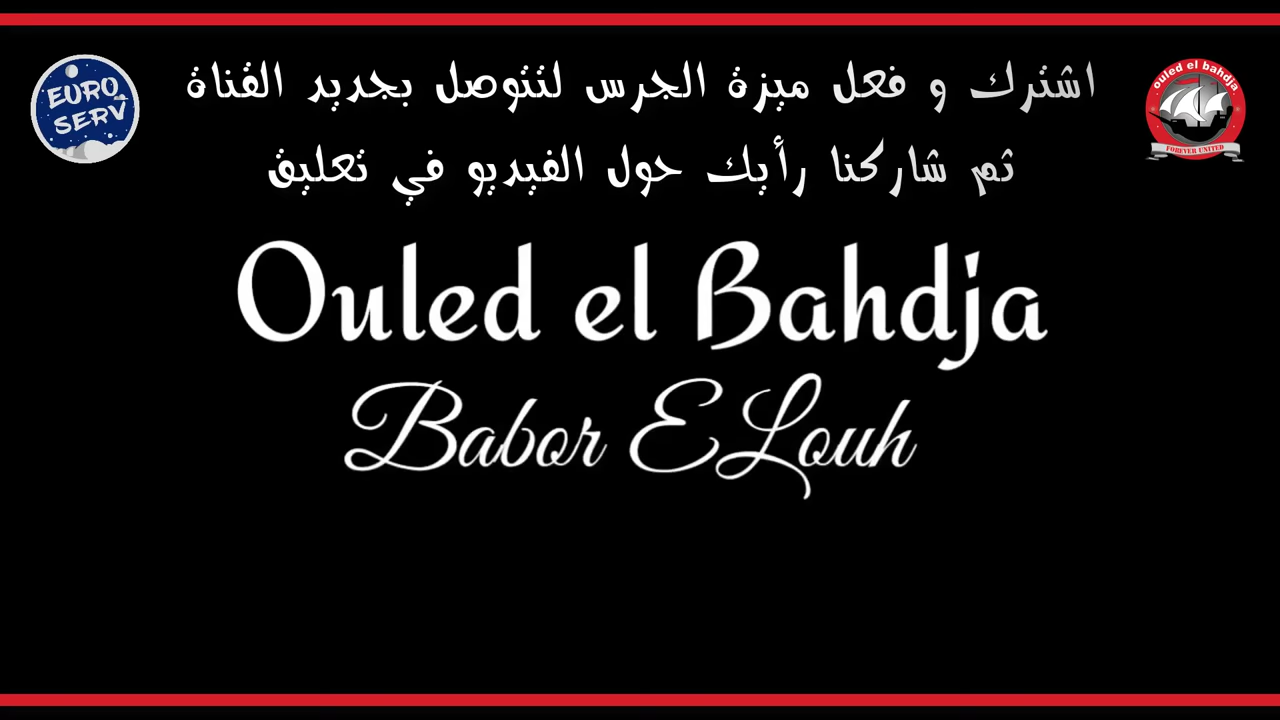 اشترك و فعل ميزة الجرس لتتوصل بجديد القناة
ثم شاركنا رأيك حول الفيديو في تعليق
EURO_
SERV
ouled el bahdja
FOREVER UNITED
Ouled el Bahdja
Babor ELouh